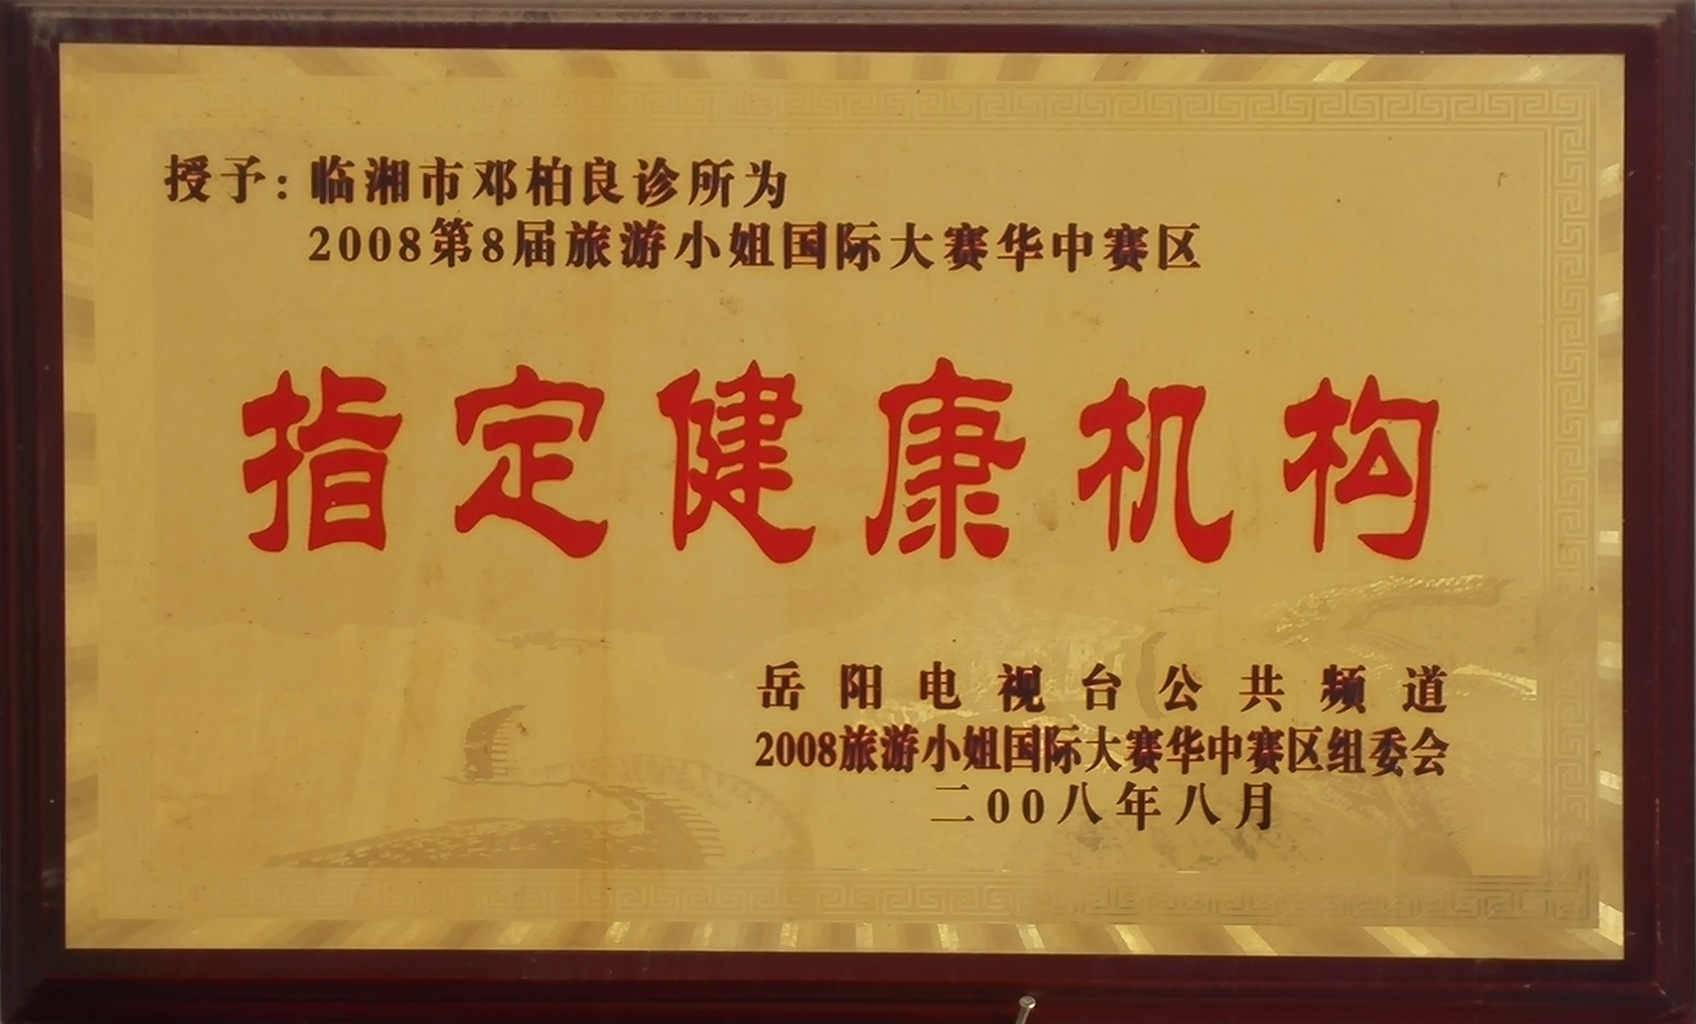 授予:临湘市邓柏良诊所为
2008第8届旅游小姐国际大赛华中赛区
指定健康机构
岳阳电视台公共频道
2008旅游小姐国际大赛华中赛区组委会
二00八年八月